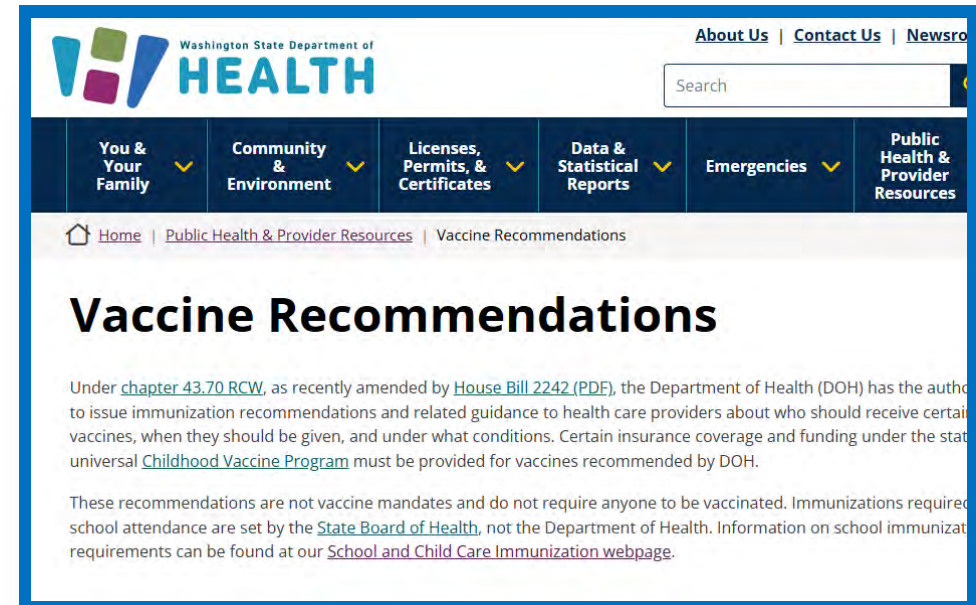 Washington State Department of
HEALTH
About Us | Contact Us | Newsro
Search
You &
Your
Family
Community
&
Environment
Licenses,
Permits, &
Certificates
Data &
Statistical
Reports
Emergencies
Public
Health &
Provider
Resources
Home | Public Health & Provider Resources | Vaccine Recommendations
Vaccine Recommendations
Under chapter 43.70 RCW, as recently amended by House Bill 2242 (PDF), the Department of Health (DOH) has the autho
to issue immunization recommendations and related guidance to health care providers about who should receive certai
vaccines, when they should be given, and under what conditions. Certain insurance coverage and funding under the stat
universal Childhood Vaccine Program must be provided for vaccines recommended by DOH.
These recommendations are not vaccine mandates and do not require anyone to be vaccinated. Immunizations required
school attendance are set by the State Board of Health, not the Department of Health. Information on school immunizat
requirements can be found at our School and Child Care Immunization webpage.